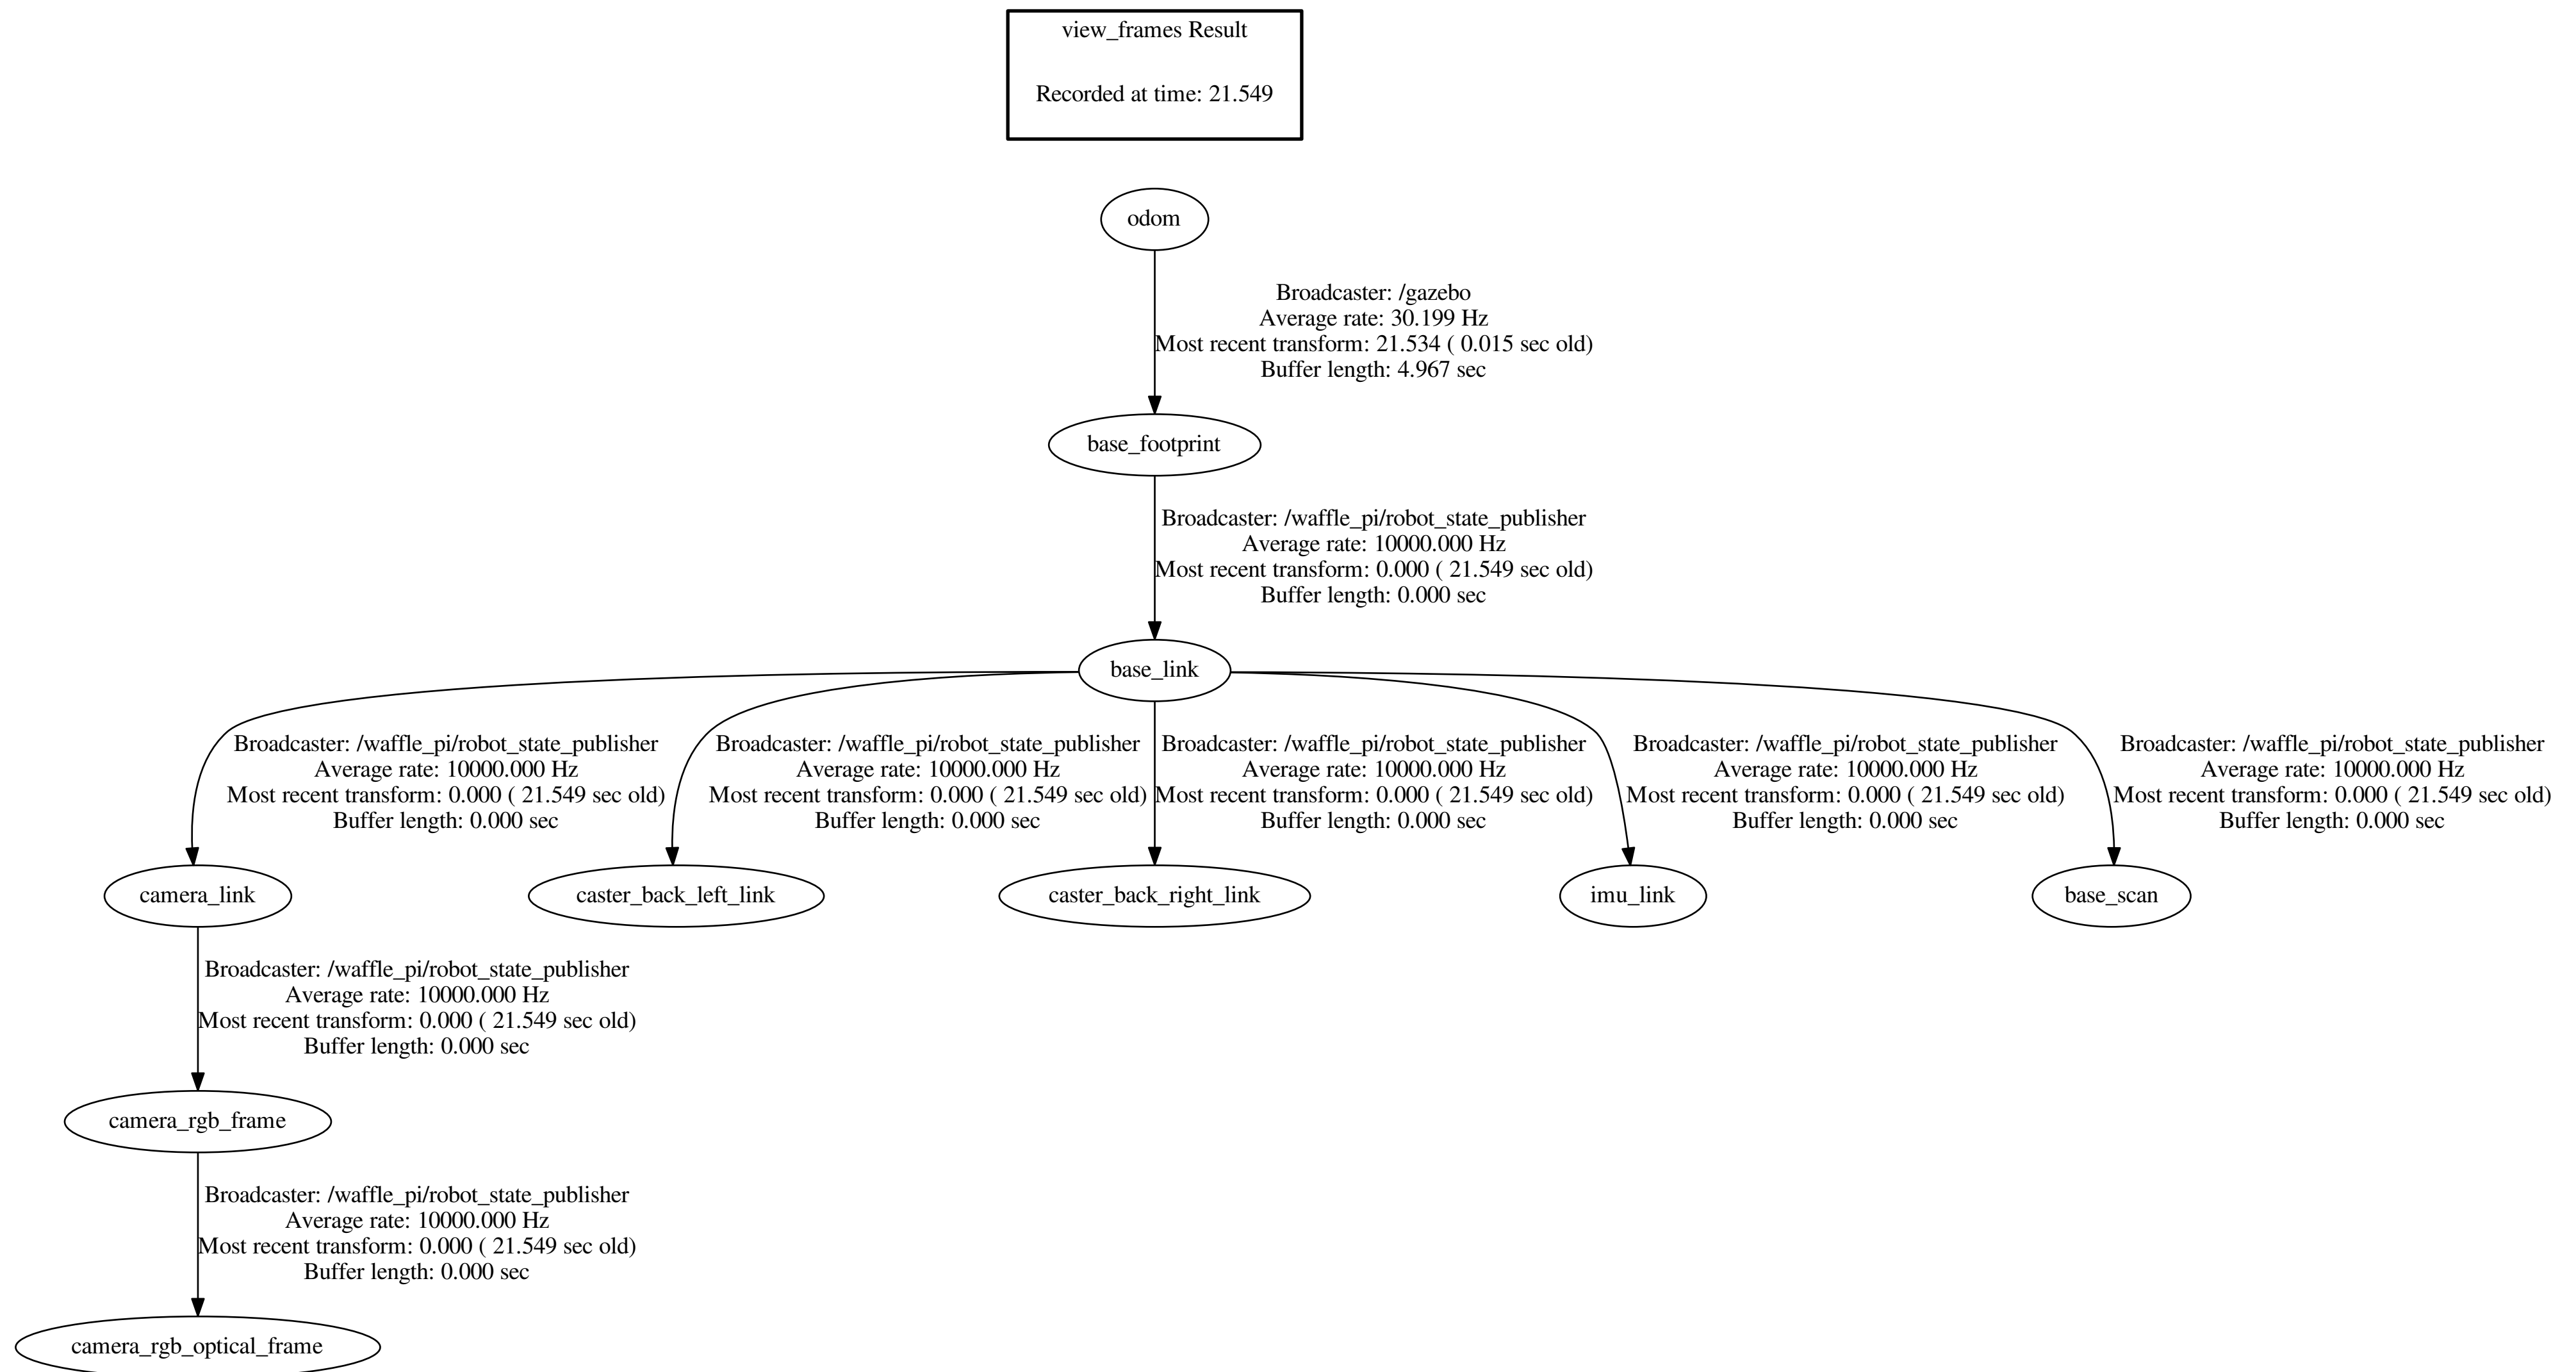 view_frames Result
Recorded at time: 21.549
odom
Broadcaster: /gazebo
Average rate: 30.199 Hz
Most recent transform: 21.534 ( 0.015 sec old)
Buffer length: 4.967 sec
base_footprint
Broadcaster: /waffle_pi/robot_state_publisher
Average rate: 10000.000 Hz
Most recent transform: 0.000 ( 21.549 sec old)
Buffer length: 0.000 sec
base_link
Broadcaster: /waffle_pi/robot_state_publisher
Average rate: 10000.000 Hz
Most recent transform: 0.000 ( 21.549 sec old)
Buffer length: 0.000 sec
Broadcaster: /waffle_pi/robot_state_publisher
Average rate: 10000.000 Hz
Most recent transform: 0.000 ( 21.549 sec old)
Buffer length: 0.000 sec
Broadcaster: /waffle_pi/robot_state_publisher
Average rate: 10000.000 Hz
Most recent transform: 0.000 ( 21.549 sec old)
Buffer length: 0.000 sec
Broadcaster: /waffle_pi/robot_state_publisher
Average rate: 10000.000 Hz
Most recent transform: 0.000 ( 21.549 sec old)
Buffer length: 0.000 sec
Broadcaster: /waffle_pi/robot_state_publisher
Average rate: 10000.000 Hz
Most recent transform: 0.000 ( 21.549 sec old)
Buffer length: 0.000 sec
camera_link
caster_back_left_link
caster_back_right_link
imu_link
base_scan
Broadcaster: /waffle_pi/robot_state_publisher
Average rate: 10000.000 Hz
Most recent transform: 0.000 ( 21.549 sec old)
Buffer length: 0.000 sec
camera_rgb_frame
Broadcaster: /waffle_pi/robot_state_publisher
Average rate: 10000.000 Hz
Most recent transform: 0.000 ( 21.549 sec old)
Buffer length: 0.000 sec
camera_rgb_optical_frame